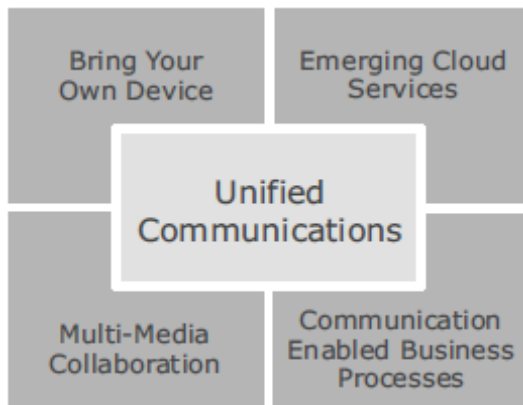 Bring Your
Own Device
Emerging Cloud
Services
Unified
Communications
Multi-Media
Collaboration
Communication
Enabled Business
Processes